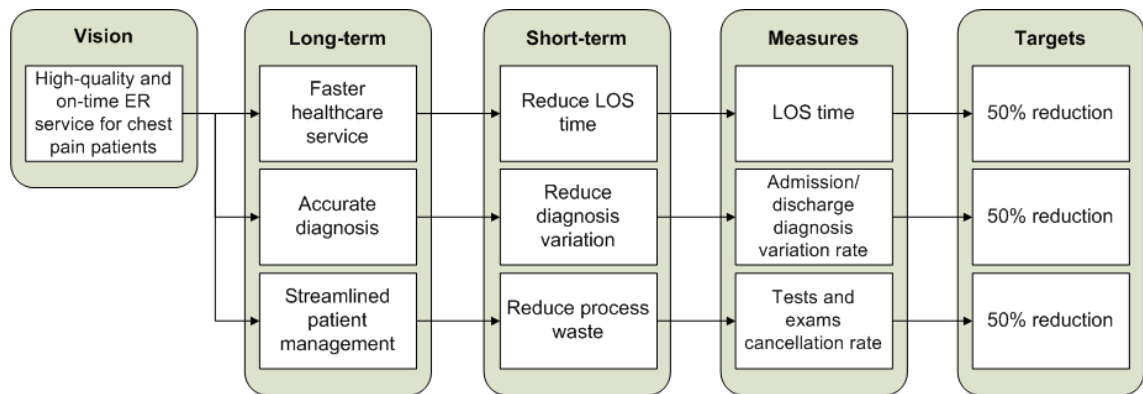 Vision
High-quality and
on-time ER
service for chest
pain patients
Long-term
Faster
healthcare
service
Accurate
diagnosis
Streamlined
patient
management
Short-term
Reduce LOS
time
Reduce
diagnosis
variation
Reduce process
waste
Measures
LOS time
Admission/
discharge
diagnosis
variation rate
Tests and
exams
cancellation rate
Targets
50% reduction
50% reduction
50% reduction